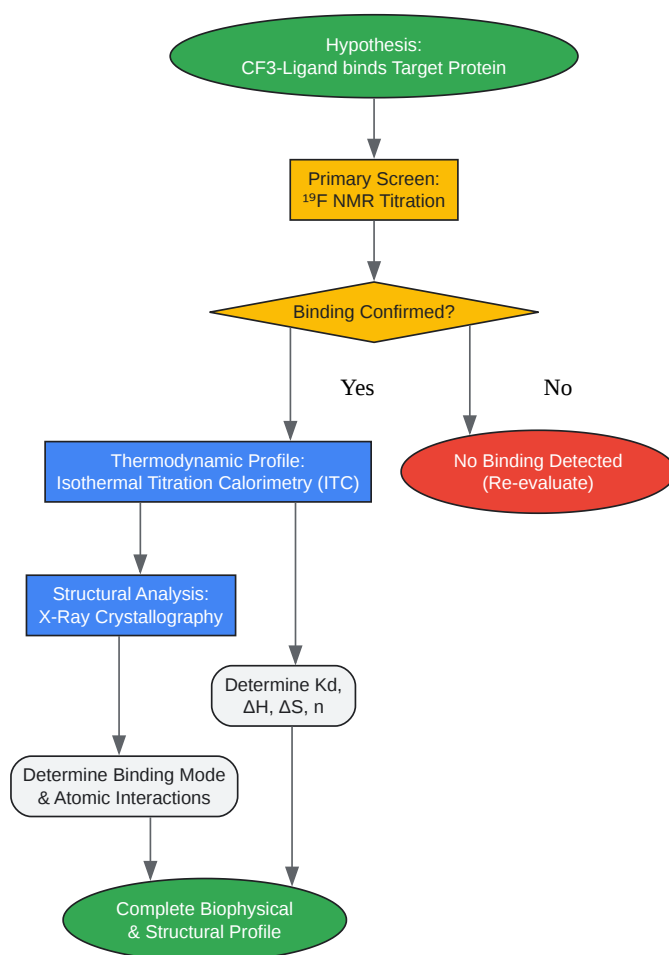 Hypothesis:
CF3-Ligand binds Target Protein
Primary Screen:
¹⁹F NMR Titration
Binding Confirmed?
Yes
No
Thermodynamic Profile:
Isothermal Titration Calorimetry (ITC)
No Binding Detected
(Re-evaluate)
Structural Analysis:
X-Ray Crystallography
Determine Kd,
ΔH, ΔS, n
Determine Binding Mode
& Atomic Interactions
Complete Biophysical
& Structural Profile